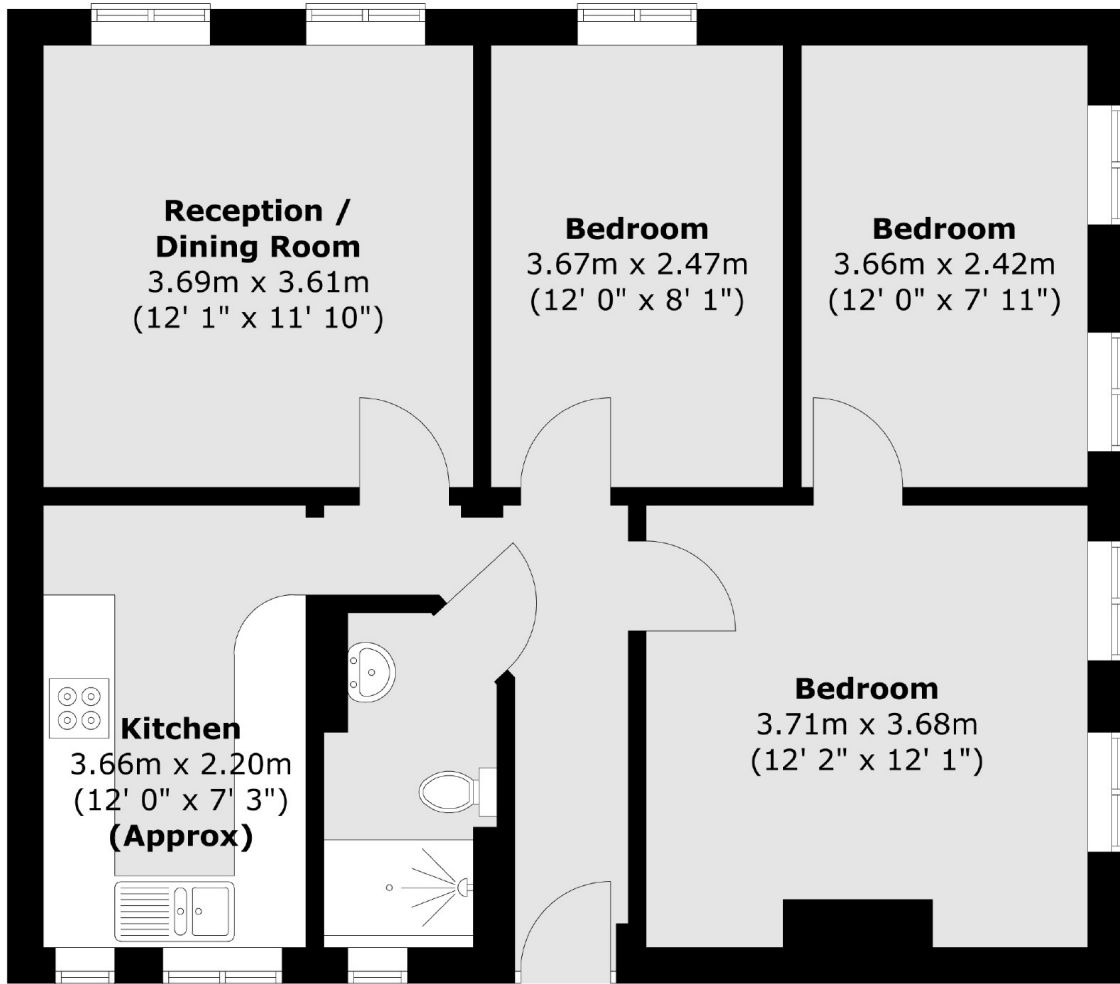 Reception /
Dining Room
3.69m x 3.61m
(12' 1" x 11' 10")
Bedroom
3.67m x 2.47m
(12' 0" x 8' 1")
Bedroom
3.66m x 2.42m
(12' 0" x 7' 11")
Kitchen
3.66m x 2.20m
(12' 0" x 7' 3")
(Approx)
Bedroom
3.71m x 3.68m
(12' 2" x 12' 1")